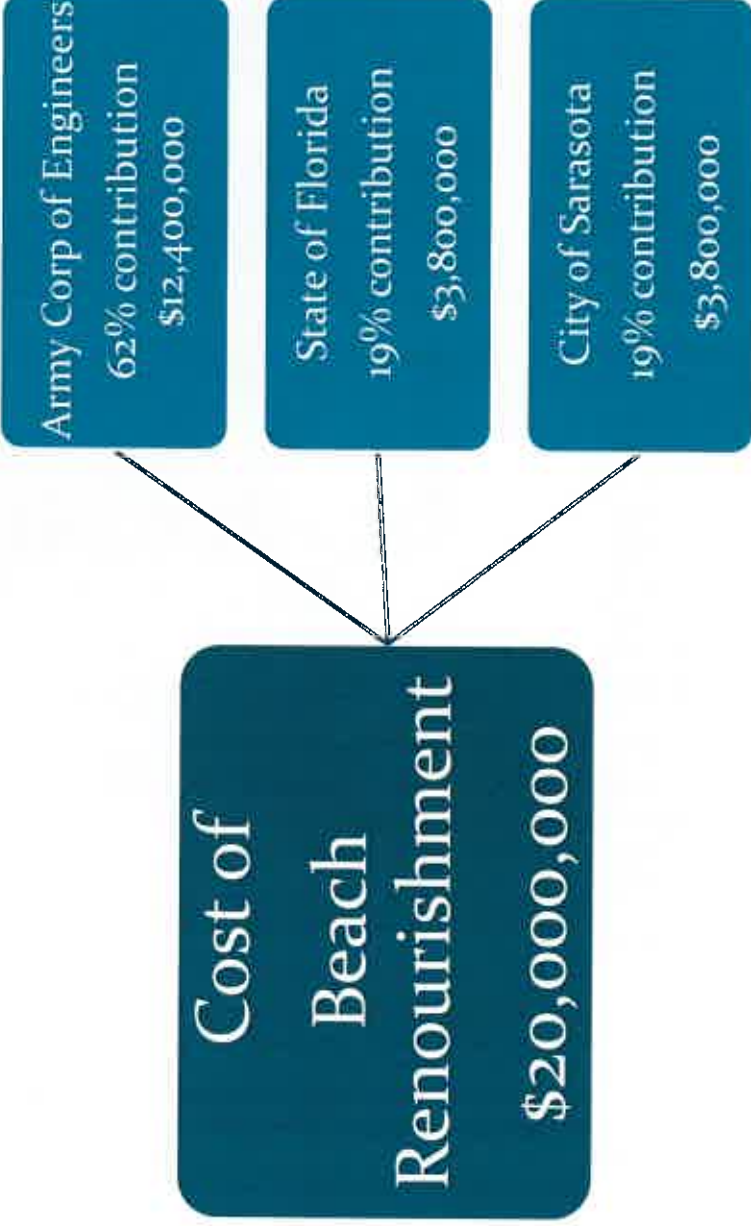 Cost of
Beach
Renourishment
$20,000,000
Army Corp of Engineers
62% contribution
$12,400,000
State of Florida
19% contribution
$3,800,000
City of Sarasota
19% contribution
$3,800,000